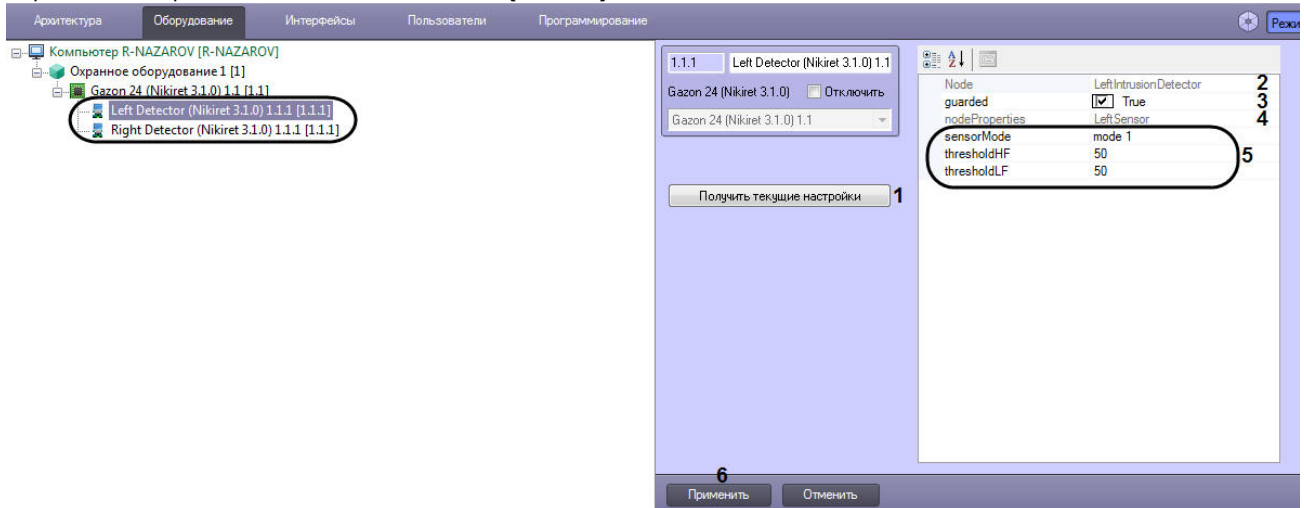 Архитектура Оборудование Интерфейсы Пользователи Программирование Режи
Компьютер R-NAZAROV [R-NAZAROV]
Охранное оборудование 1 [1]
Gazon 24 (Nikiret 3.1.0) 1.1 [1.1]
Left Detector (Nikiret 3.1.0) 1.1.1 [1.1.1]
Right Detector (Nikiret 3.1.0) 1.1.1 [1.1.1]
1.1.1 Left Detector (Nikiret 3.1.0) 1.1
Gazon 24 (Nikiret 3.1.0) Отключить
Gazon 24 (Nikiret 3.1.0) 1.1
Получить текущие настройки 1
Node LeftIntrusionDetector 2
guarded True 3
nodeProperties LeftSensor 4
sensorMode mode 1
thresholdHF 50 5
thresholdLF 50
6
Применить Отменить